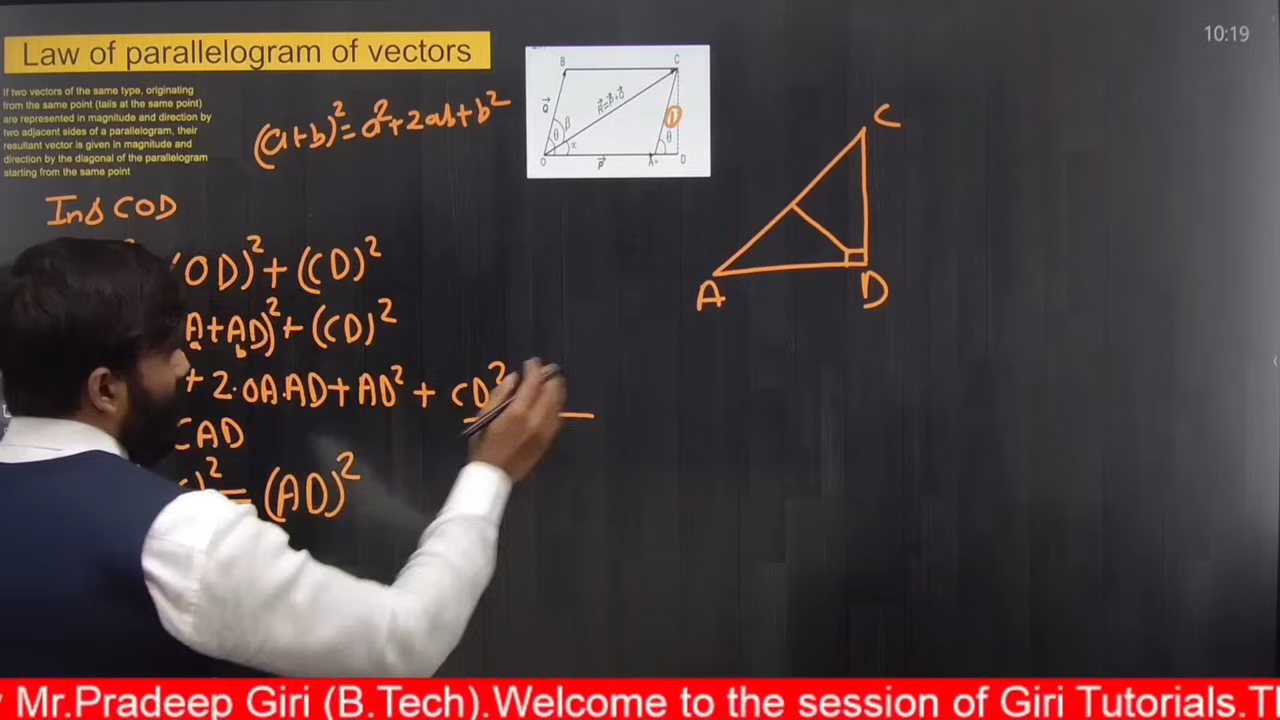 10:19
Law of parallelogram of vectors
If two vectors of the same type, originating
from the same point (tails at the same point)
are represented in magnitude and direction by
two adjacent sides of a parallelogram, their
resultant vector is given in magnitude and
direction by the diagonal of the parallelogram
starting from the same point
(a+b)²=a²+2ab+b²
B
C
Q
R=P+Q
1
β
θ
α
θ
O
P
A
D
C
A
D
In Δ COD
(OD)²+(CD)²
A+AD)²+(CD)²
a
b
+ 2·OA·AD+AD²+CD²
CAD
)²=(AD)²
Mr.Pradeep Giri (B.Tech).Welcome to the session of Giri Tutorials.